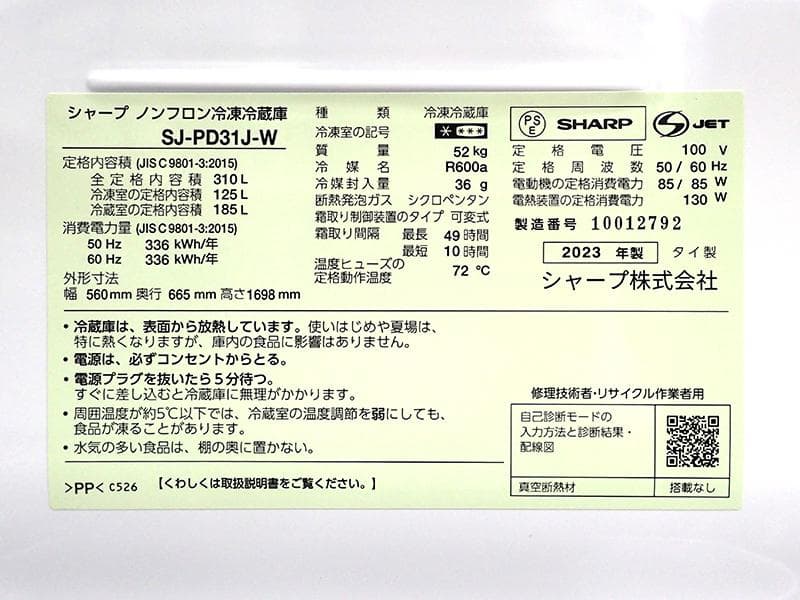 シャープ ノンフロン冷凍冷蔵庫
SJ-PD31J-W
定格内容積 (JIS C 9801-3:2015)
全定格内容積 310 L
冷凍室の定格内容積 125 L
冷蔵室の定格内容積 185 L
消費電力量 (JIS C 9801-3:2015)
50 Hz 336 kWh/年
60 Hz 336 kWh/年
外形寸法
幅 560mm 奥行 665 mm 高さ1698 mm
種類 冷凍冷蔵庫
冷凍室の記号 * ***
質量 52 kg
冷媒名 R600a
冷媒封入量 36 g
断熱発泡ガス シクロペンタン
霜取り制御装置のタイプ 可変式
霜取り間隔 最長 49 時間
最短 10 時間
温度ヒューズの
定格動作温度 72 ℃
PSE SHARP S JET
定格電圧 100 V
定格周波数 50 / 60 Hz
電動機の定格消費電力 85 / 85 W
電熱装置の定格消費電力 130 W
製造番号 10012792
2023 年製 タイ製
シャープ株式会社
・冷蔵庫は、表面から放熱しています。使いはじめや夏場は、
特に熱くなりますが、庫内の食品に影響はありません。
・電源は、必ずコンセントからとる。
・電源プラグを抜いたら5分待つ。
すぐに差し込むと冷蔵庫に無理がかかります。
・周囲温度が約5℃以下では、冷蔵室の温度調節を弱にしても、
食品が凍ることがあります。
・水気の多い食品は、棚の奥に置かない。
>PP< C526 【くわしくは取扱説明書をご覧ください。】
修理技術者・リサイクル作業者用
自己診断モードの
入力方法と診断結果・
配線図
真空断熱材 搭載なし